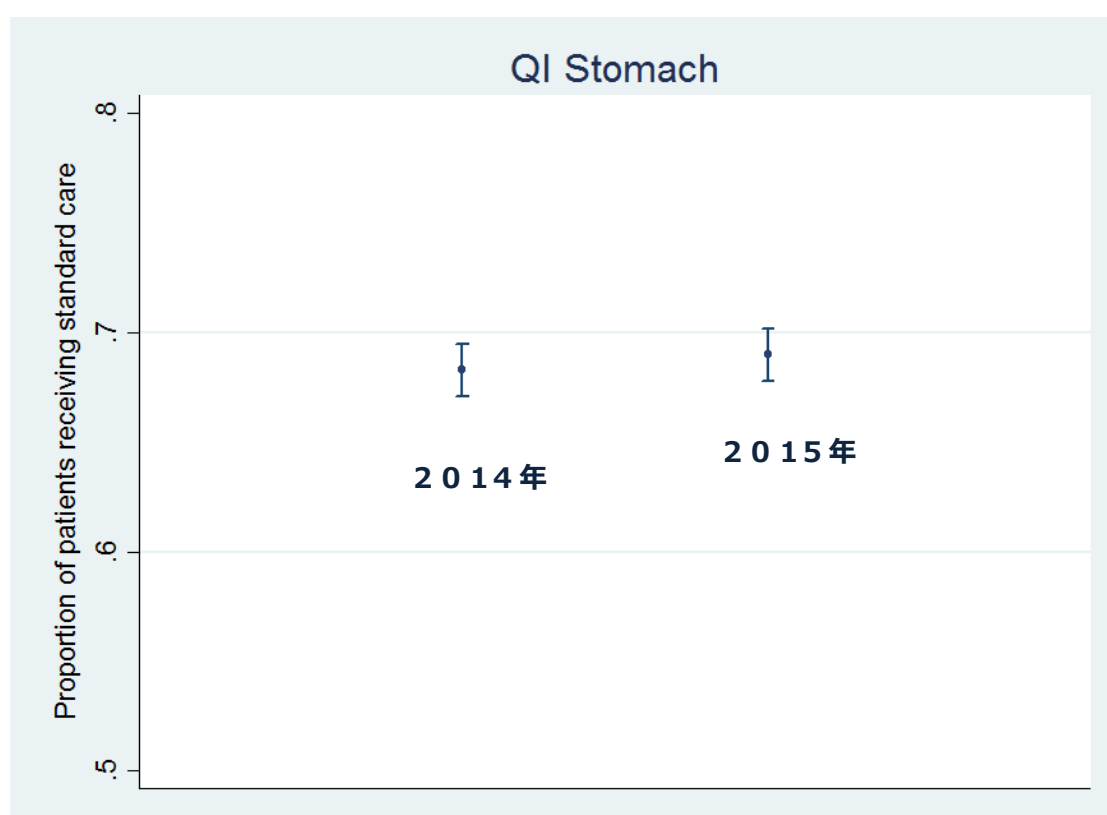 QI Stomach
Proportion of patients receiving standard care
.8
.7
.6
.5
２０１４年
２０１５年